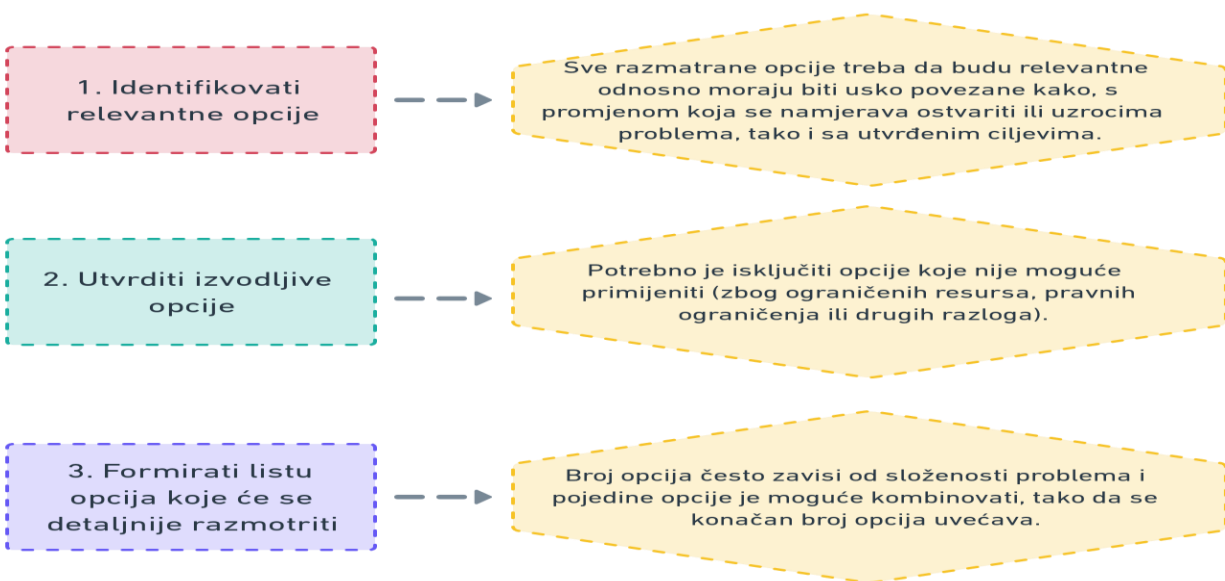 1. Identifikovati
relevantne opcije
Sve razmatrane opcije treba da budu relevantne
odnosno moraju biti usko povezane kako, s
promjenom koja se namjerava ostvariti ili uzrocima
problema, tako i sa utvrđenim ciljevima.
2. Utvrditi izvodljive
opcije
Potrebno je isključiti opcije koje nije moguće
primijeniti (zbog ograničenih resursa, pravnih
ograničenja ili drugih razloga).
3. Formirati listu
opcija koje će se
detaljnije razmotriti
Broj opcija često zavisi od složenosti problema i
pojedine opcije je moguće kombinovati, tako da se
konačan broj opcija uvećava.